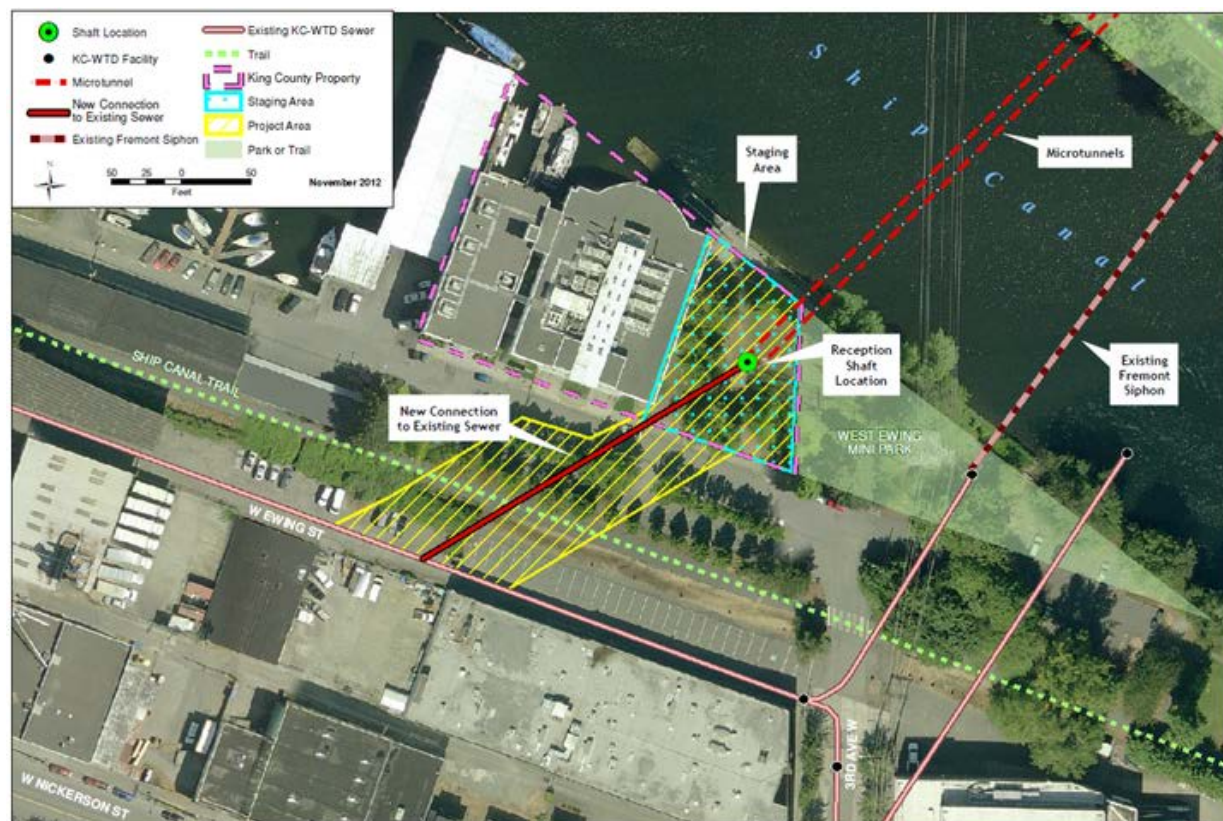 Shaft Location
KC-WTD Facility
Microtunnel
New Connection
to Existing Sewer
Existing Fremont Siphon
Existing KC-WTD Sewer
Trail
King County Property
Staging Area
Project Area
Park or Trail
N
50 25 0 50
Feet
November 2012
Ship Canal
Staging
Area
Microtunnels
Reception
Shaft
Location
Existing
Fremont
Siphon
New Connection
to Existing Sewer
SHIP CANAL TRAIL
WEST EWING
MINI PARK
W EWING ST
3RD AVE W
W NICKERSON ST